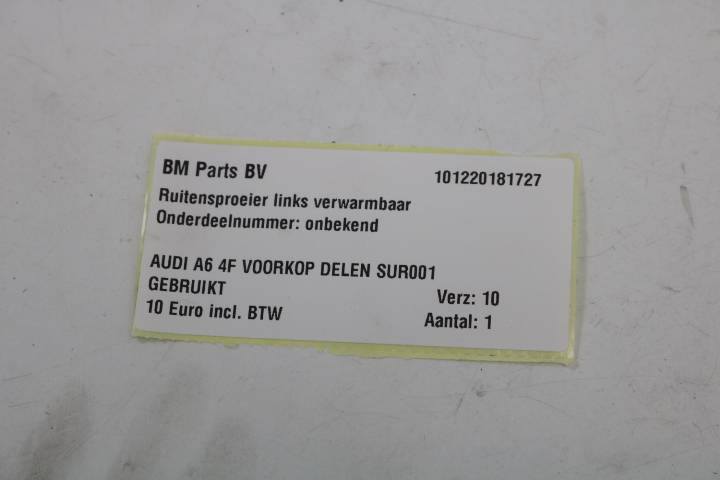 BM Parts BV 101220181727
Ruitensproeier links verwarmbaar
Onderdeelnummer: onbekend
AUDI A6 4F VOORKOP DELEN SUR001
GEBRUIKT Verz: 10
10 Euro incl. BTW Aantal: 1